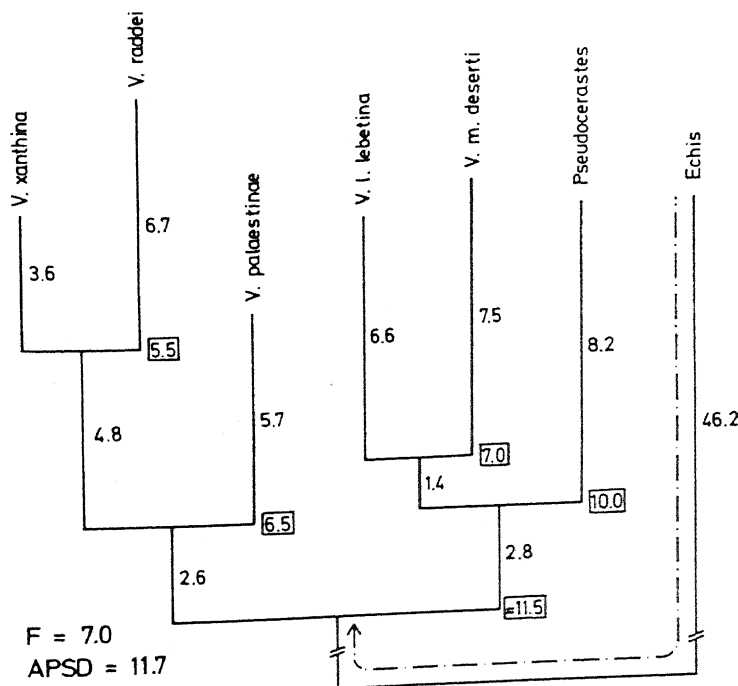 V. xanthina
V. raddei
V. palaestinae
V. l. lebetina
V. m. deserti
Pseudocerastes
Echis
3.6
6.7
5.5
4.8
5.7
6.5
2.6
6.6
7.5
7.0
1.4
8.2
10.0
2.8
=11.5
46.2
F = 7.0
APSD = 11.7